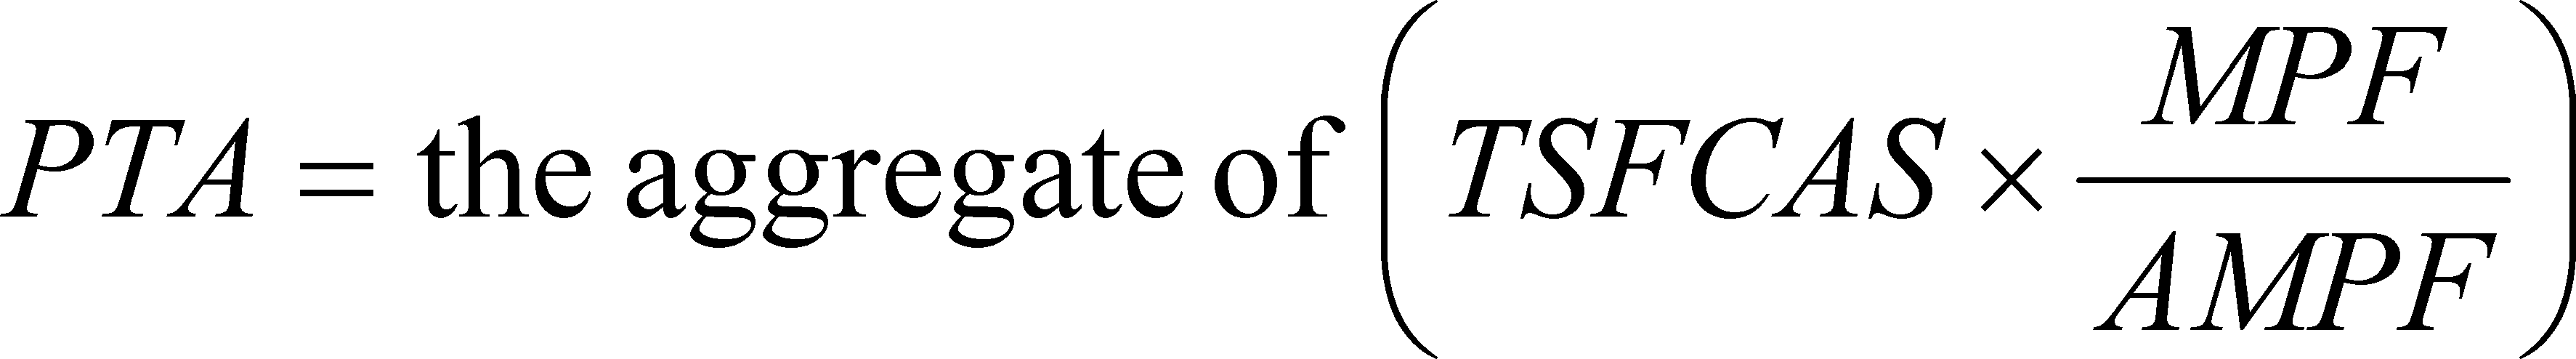 PTA = the aggregate of (TSFCAS × MPF / AMPF)